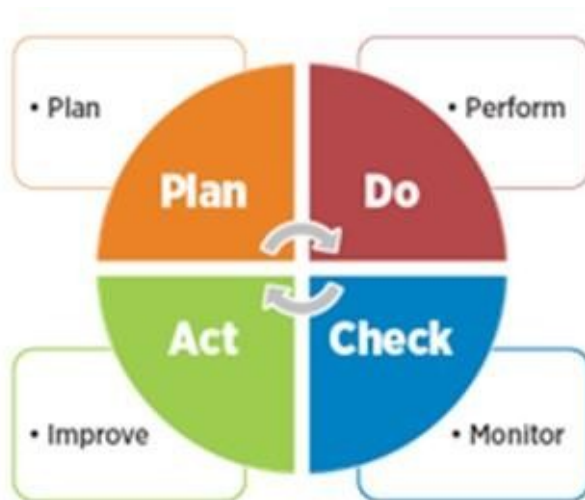 • Plan
• Perform
Plan
Do
Act
Check
• Improve
• Monitor